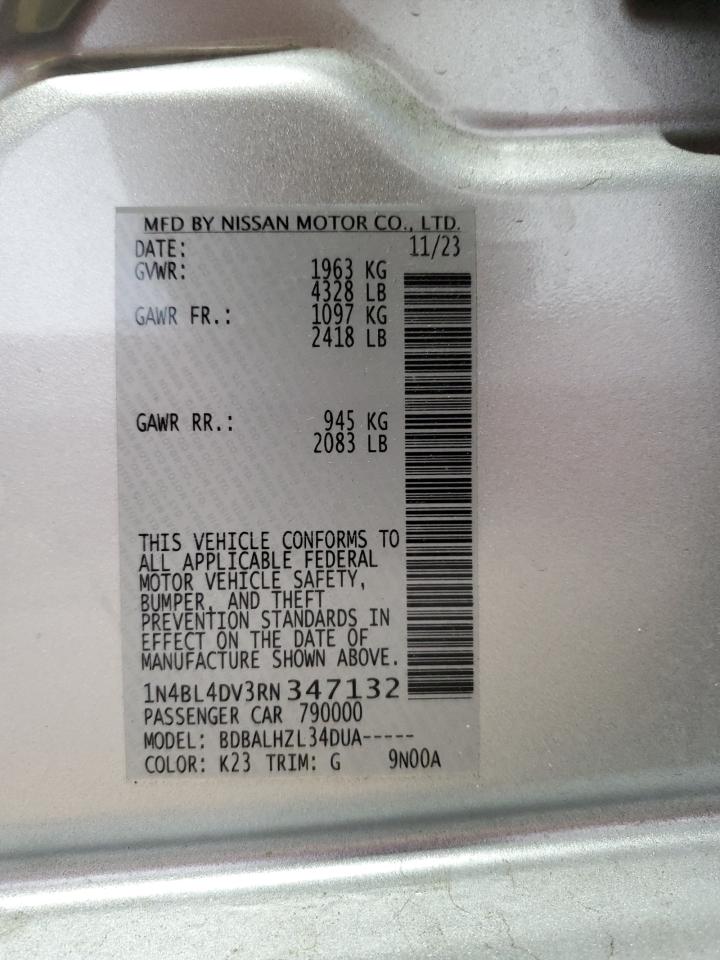 MFD BY NISSAN MOTOR CO., LTD.
DATE: 11/23
GVWR: 1963 KG
4328 LB
GAWR FR.: 1097 KG
2418 LB
GAWR RR.: 945 KG
2083 LB
THIS VEHICLE CONFORMS TO
ALL APPLICABLE FEDERAL
MOTOR VEHICLE SAFETY,
BUMPER, AND THEFT
PREVENTION STANDARDS IN
EFFECT ON THE DATE OF
MANUFACTURE SHOWN ABOVE.
1N4BL4DV3RN 347132
PASSENGER CAR 790000
MODEL: BDBALHZL34DUA-----
COLOR: K23 TRIM: G 9N00A